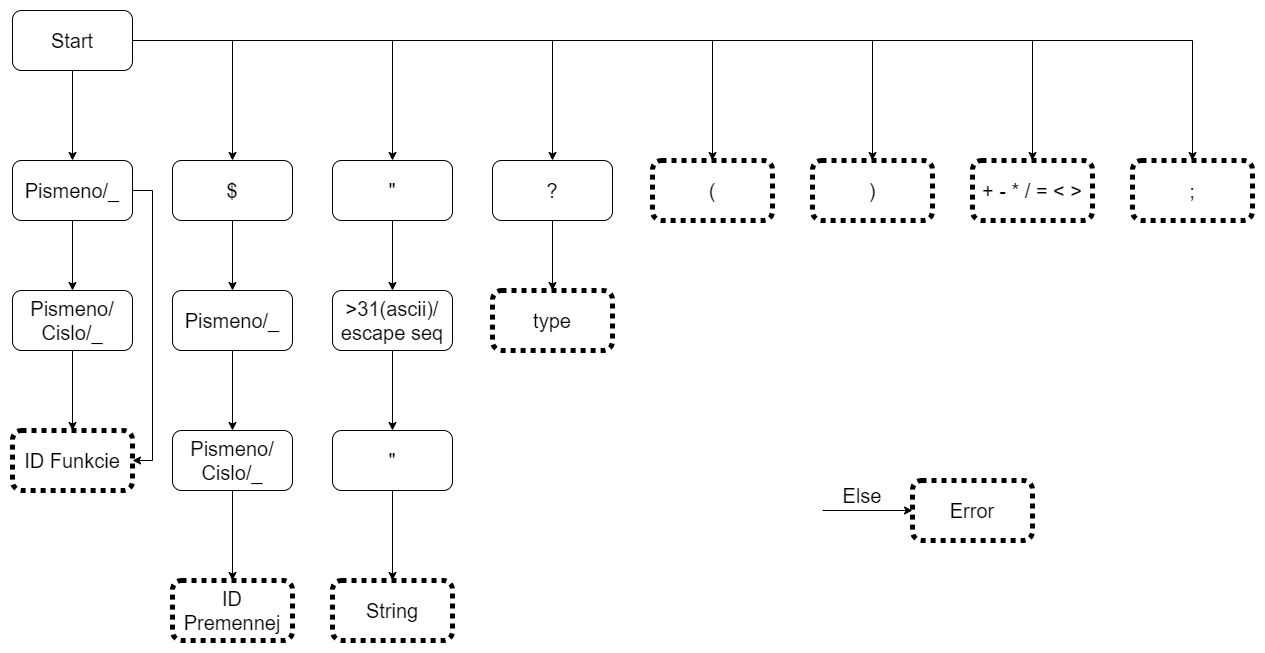 Start
Pismeno/_
$
"
?
(
)
+ - * / = < >
;
Pismeno/
Cislo/_
Pismeno/_
>31(ascii)/
escape seq
type
ID Funkcie
Pismeno/
Cislo/_
"
Else
Error
ID
Premennej
String